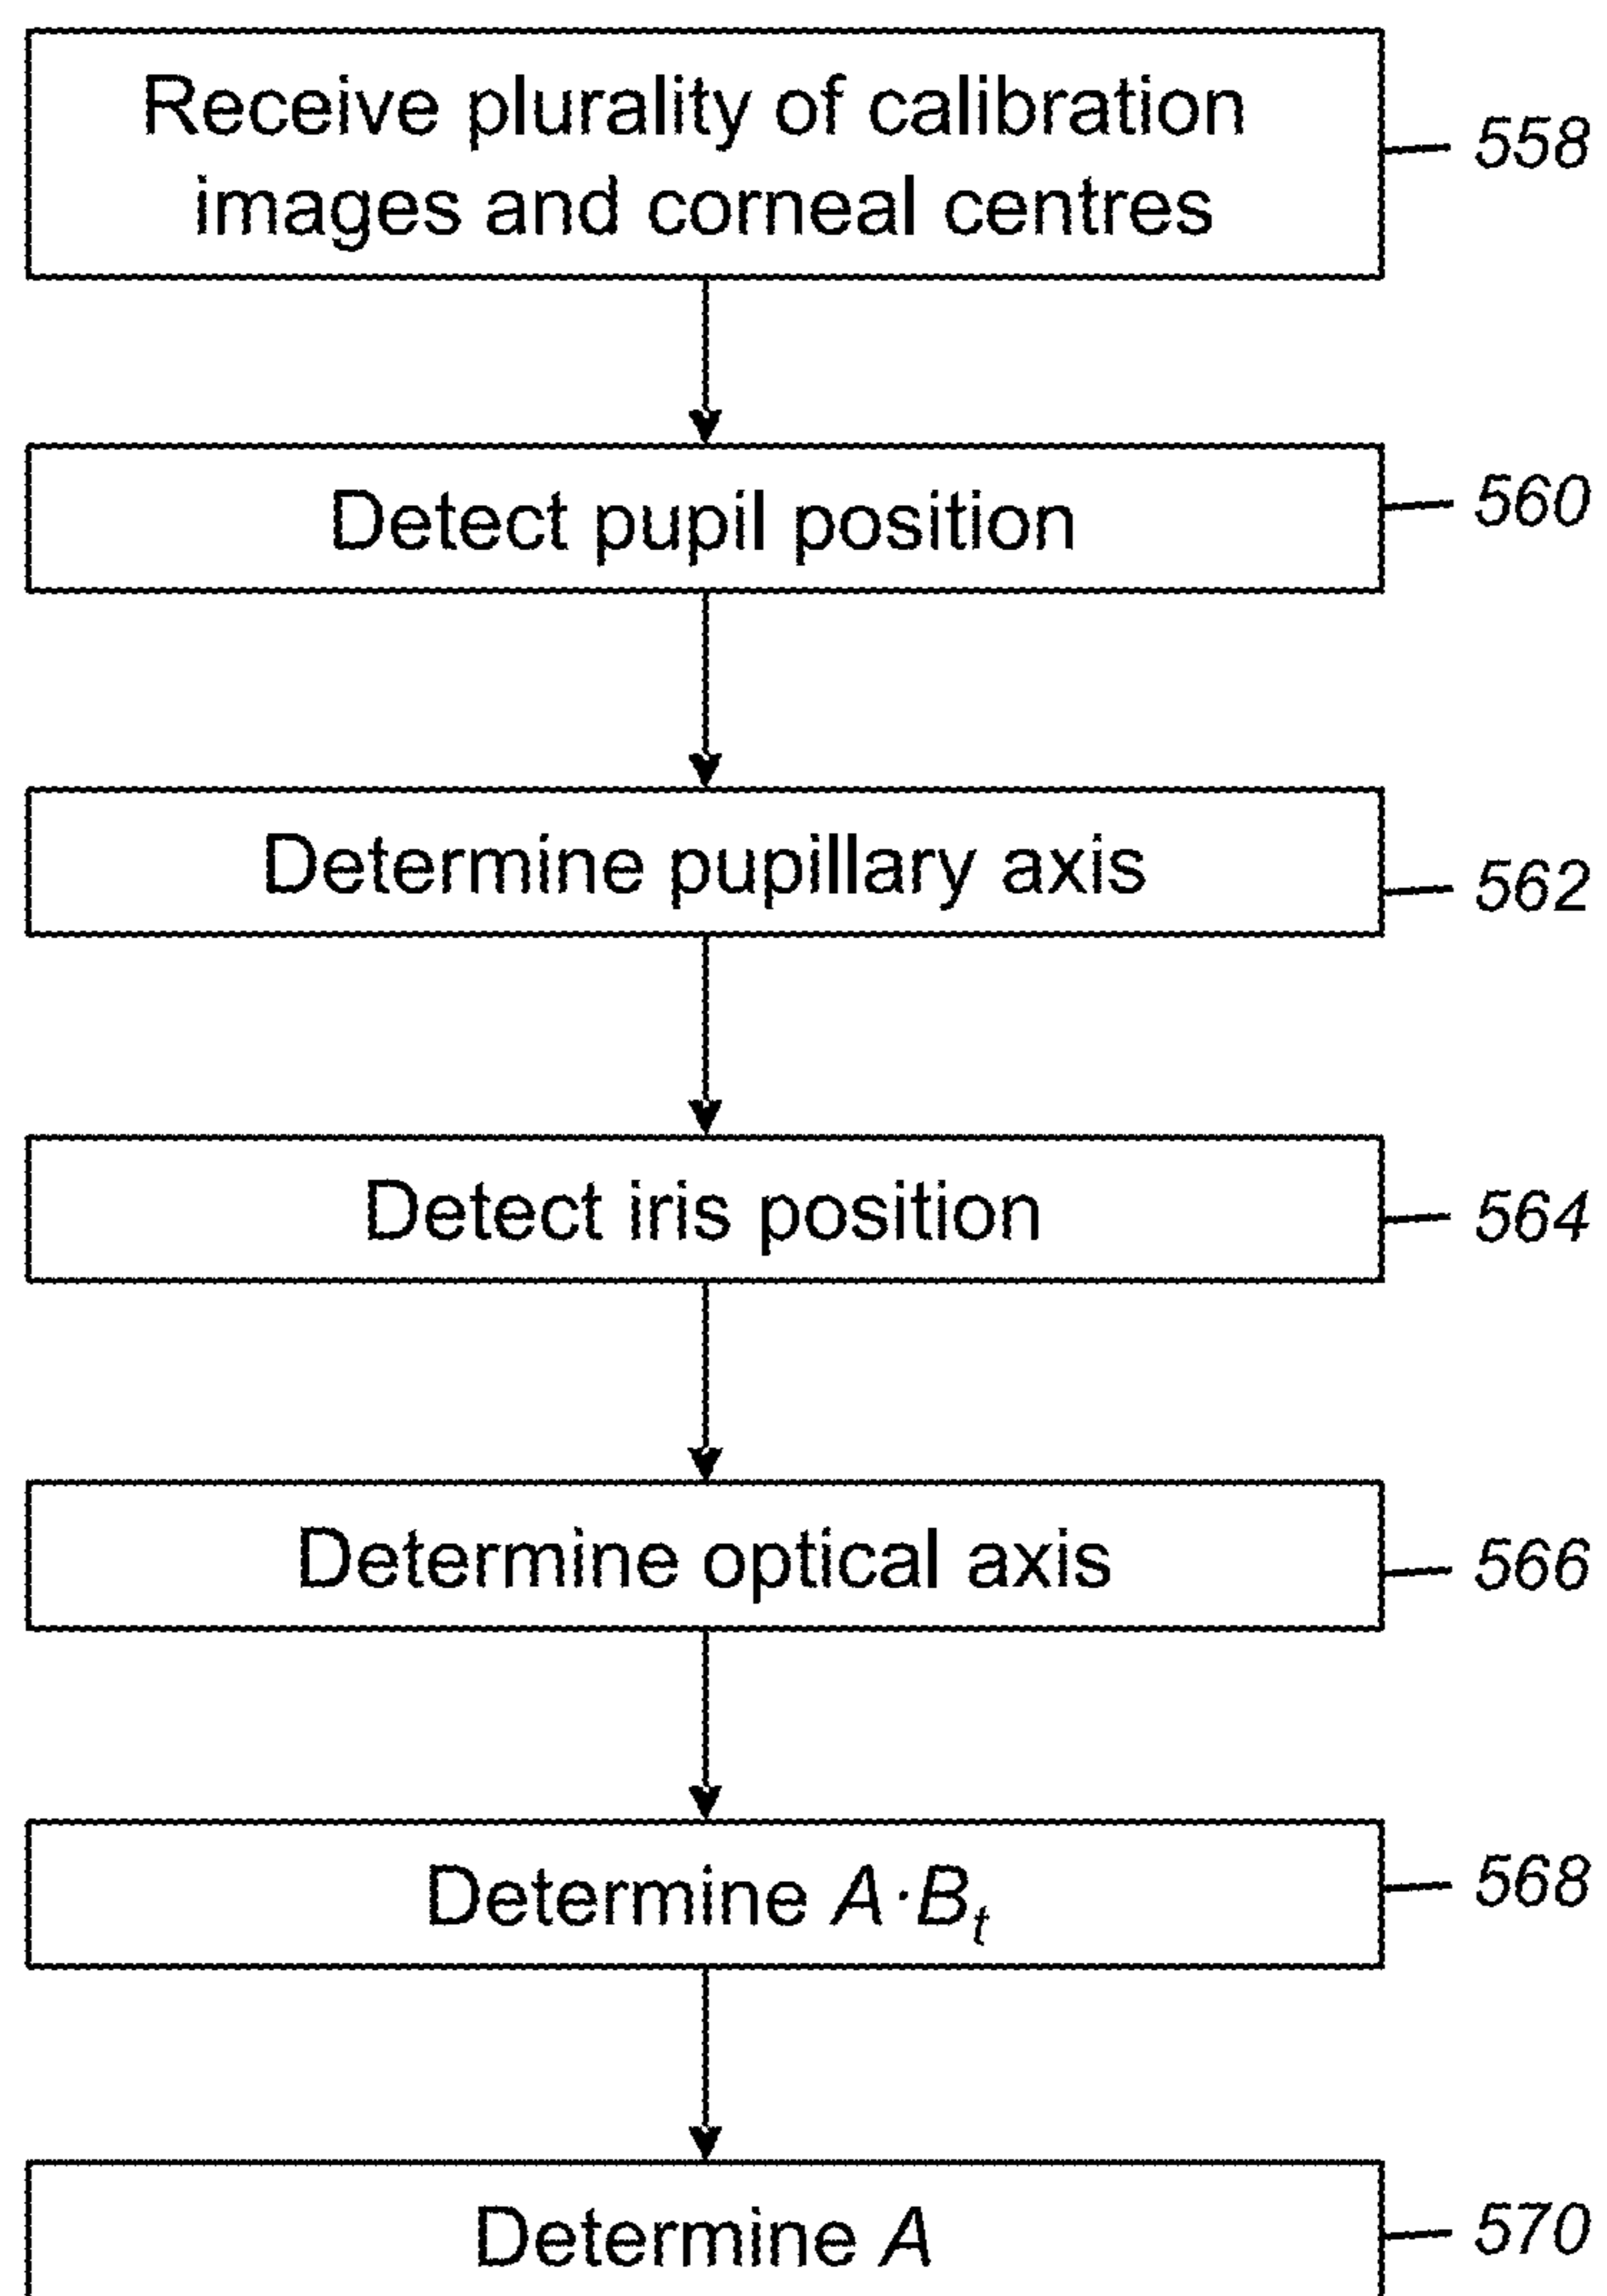 Receive plurality of calibration
images and corneal centres
558
Detect pupil position
560
Determine pupillary axis
562
Detect iris position
564
Determine optical axis
566
Determine A·Bₜ
568
Determine A
570